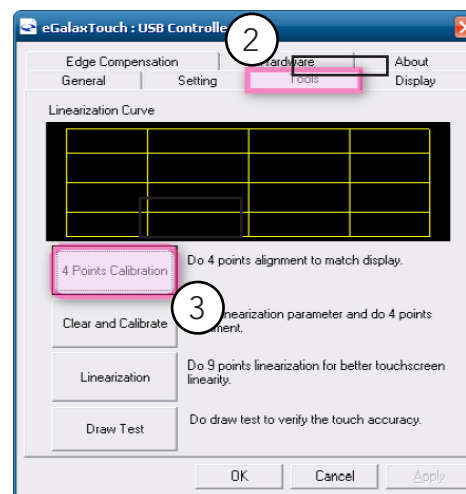 eGalaxTouch : USB Controlle
2
Edge Compensation
Hardware
About
General
Setting
Tools
Display
Linearization Curve
4 Points Calibration
Do 4 points alignment to match display.
3
Clear and Calibrate
nearization parameter and do 4 points
ment.
Linearization
Do 9 points linearization for better touchscreen
linearity.
Draw Test
Do draw test to verify the touch accuracy.
OK
Cancel
Apply